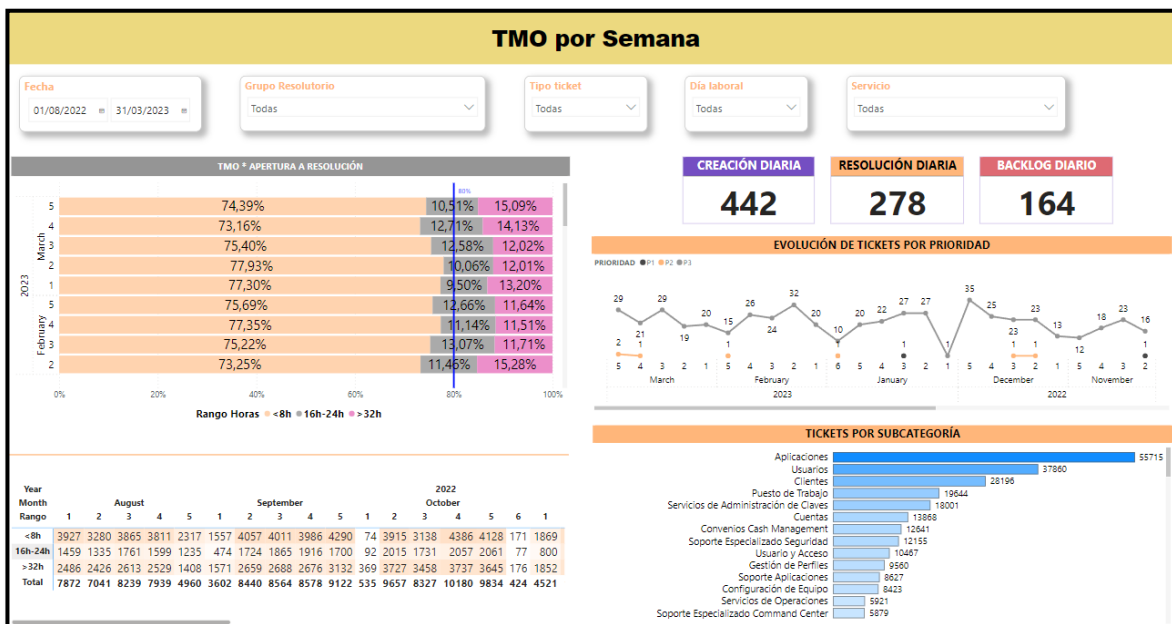 TMO por Semana
Fecha
01/08/2022 31/03/2023
Grupo Resolutorio
Todas
Tipo ticket
Todas
Día laboral
Todas
Servicio
Todas
TMO * APERTURA A RESOLUCIÓN
80%
2023
March
5 74,39% 10,51% 15,09%
4 73,16% 12,71% 14,13%
3 75,40% 12,58% 12,02%
2 77,93% 10,06% 12,01%
1 77,30% 9,50% 13,20%
February
5 75,69% 12,66% 11,64%
4 77,35% 11,14% 11,51%
3 75,22% 13,07% 11,71%
2 73,25% 11,46% 15,28%
0% 20% 40% 60% 80% 100%
Rango Horas <8h 16h-24h >32h
CREACIÓN DIARIA
442
RESOLUCIÓN DIARIA
278
BACKLOG DIARIO
164
EVOLUCIÓN DE TICKETS POR PRIORIDAD
PRIORIDAD P1 P2 P3
29 21 29 19 20 15 26 24 32 20 10 20 22 27 27 1 35 25 23 23 13 12 18 23 16
2 1 1 1 1 1 1 1
5 4 3 2 1 5 4 3 2 1 6 5 4 3 2 1 5 4 3 2 1 5 4 3 2
March February January December November
2023 2022
TICKETS POR SUBCATEGORÍA
Aplicaciones 55715
Usuarios 37860
Clientes 28196
Puesto de Trabajo 19644
Servicios de Administración de Claves 18001
Cuentas 13868
Convenios Cash Management 12641
Soporte Especializado Seguridad 12155
Usuario y Acceso 10467
Gestión de Perfiles 9560
Soporte Aplicaciones 8627
Configuración de Equipo 8423
Servicios de Operaciones 5921
Soporte Especializado Command Center 5879
Year 2022
Month August September October
Rango 1 2 3 4 5 1 2 3 4 5 1 2 3 4 5 6 1
<8h 3927 3280 3865 3811 2317 1557 4057 4011 3986 4290 74 3915 3138 4386 4128 171 1869
16h-24h 1459 1335 1761 1599 1235 474 1724 1865 1916 1700 92 2015 1731 2057 2061 77 800
>32h 2486 2426 2613 2529 1408 1571 2659 2688 2676 3132 369 3727 3458 3737 3645 176 1852
Total 7872 7041 8239 7939 4960 3602 8440 8564 8578 9122 535 9657 8327 10180 9834 424 4521